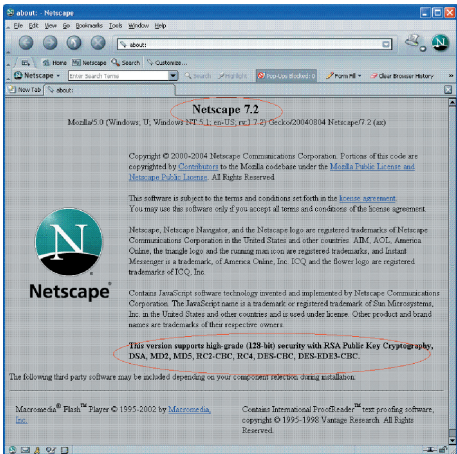 about: - Netscape
File Edit View Go Bookmarks Tools Window Help
about:
Home Netscape Search Customize...
Netscape Enter Search Terms Search Highlight Pop-Ups Blocked: 0 Form Fill Clear Browser History
New Tab about:
Netscape 7.2
Mozilla/5.0 (Windows; U; Windows NT 5.1; en-US; rv:1.7.2) Gecko/20040804 Netscape/7.2 (ax)
Copyright © 2000-2004 Netscape Communications Corporation. Portions of this code are
copyrighted by Contributors to the Mozilla codebase under the Mozilla Public License and
Netscape Public License. All Rights Reserved.
This software is subject to the terms and conditions set forth in the license agreement.
You may use this software only if you accept all terms and conditions of the license agreement.
Netscape, Netscape Navigator, and the Netscape logo are registered trademarks of Netscape
Communications Corporation in the United States and other countries. AIM, AOL, America
Online, the triangle logo and the running man icon are registered trademarks, and Instant
Messenger is a trademark, of America Online, Inc. ICQ and the flower logo are registered
trademarks of ICQ, Inc.
N
Netscape®
Contains JavaScript software technology invented and implemented by Netscape Communications
Corporation. The JavaScript name is a trademark or registered trademark of Sun Microsystems,
Inc. in the United States and other countries and is used under license. Other product and brand
names are trademarks of their respective owners.
This version supports high-grade (128-bit) security with RSA Public Key Cryptography,
DSA, MD2, MD5, RC2-CBC, RC4, DES-CBC, DES-EDE3-CBC.
The following third party software may be included depending on your component selection during installation.
Macromedia® Flash™ Player © 1995-2002 by Macromedia,
Inc.
Contains International ProofReader™ text proofing software,
copyright © 1995-1998 Vantage Research. All Rights
Reserved.